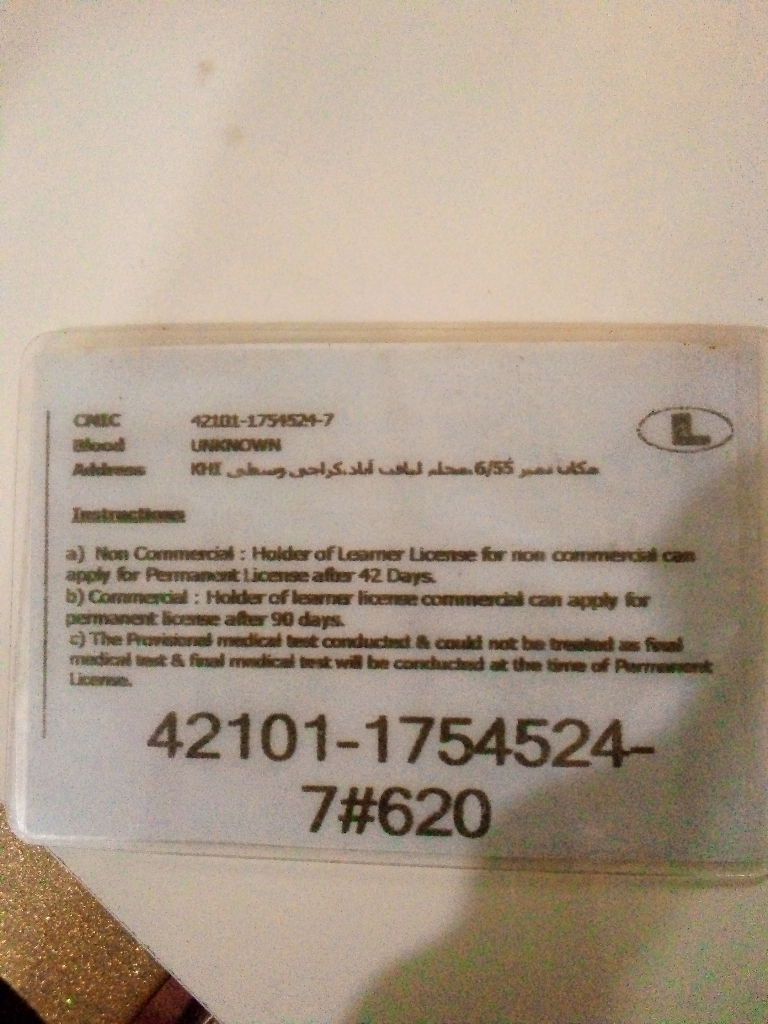 CNIC 42101-1754524-7
L
Blood UNKNOWN
Address KHI مکان نمبر 6/55،محلہ لیاقت آباد،کراچی وسطی
Instructions
a) Non Commercial : Holder of Learner License for non commercial can
apply for Permanent License after 42 Days.
b) Commercial : Holder of learner license commercial can apply for
permanent license after 90 days.
c) The Provisional medical test conducted & could not be treated as final
medical test & final medical test will be conducted at the time of Permanent
License.
42101-1754524-
7#620